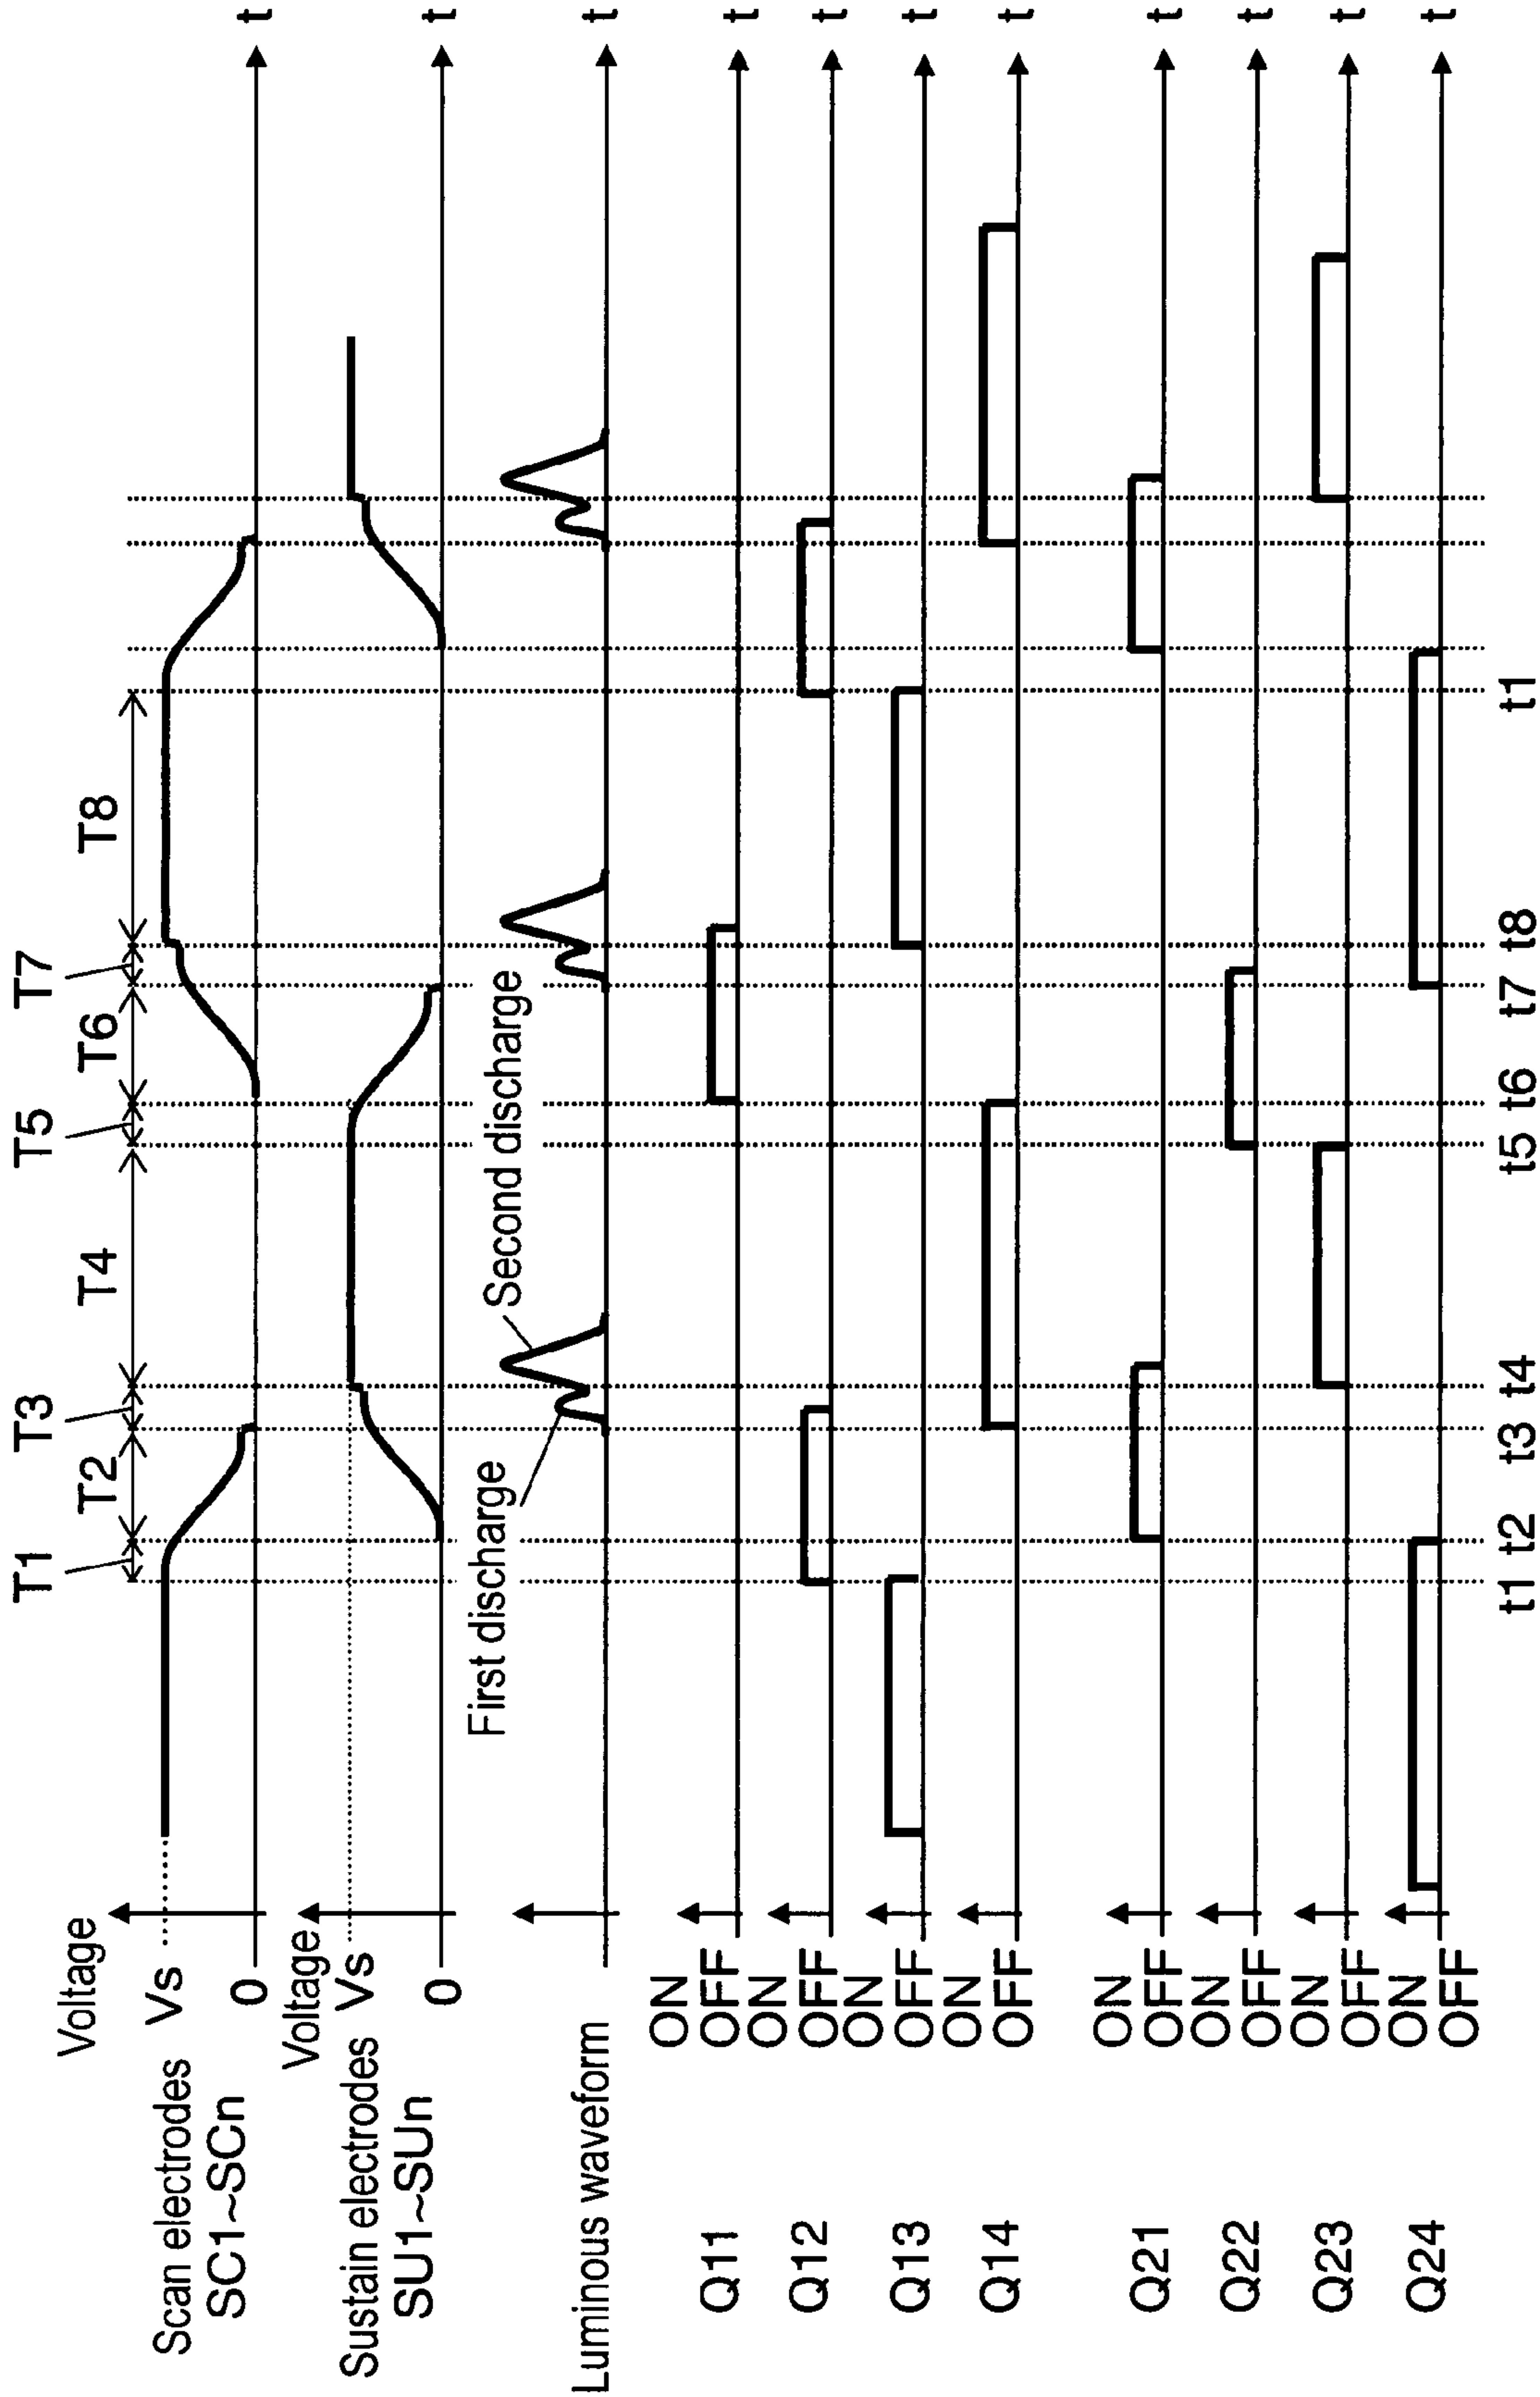 T1
T2
T3
T4
T5
T6
T7
T8
Voltage
Scan electrodes
SC1~SCn
Vs
0
Voltage
Sustain electrodes
SU1~SUn
Vs
0
t
t
Luminous waveform
First discharge
Second discharge
t
Q11
ON
OFF
t
Q12
ON
OFF
t
Q13
ON
OFF
t
Q14
ON
OFF
t
Q21
ON
OFF
t
Q22
ON
OFF
t
Q23
ON
OFF
t
Q24
ON
OFF
t
t1
t2
t3
t4
t5
t6
t7
t8
t1